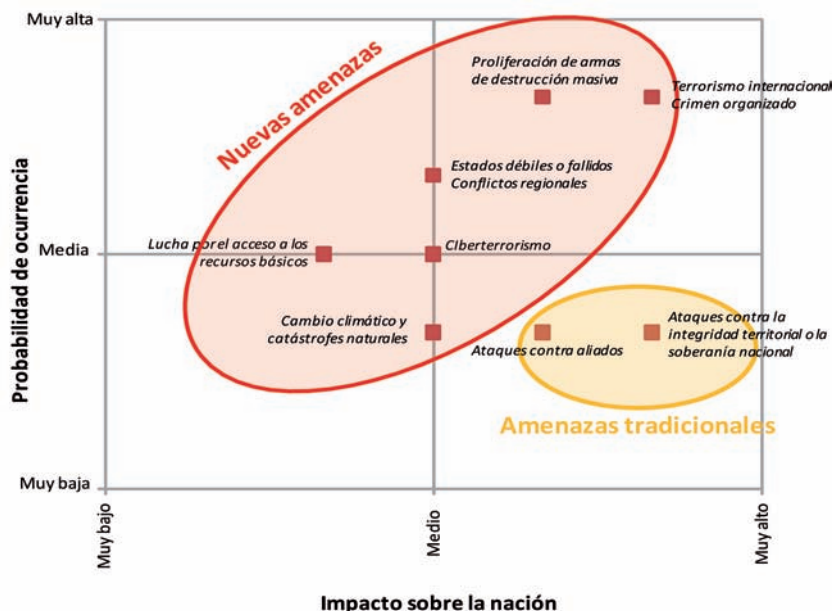 Muy alta
Nuevas amenazas
Proliferación de armas
de destrucción masiva
Terrorismo internacional
Crimen organizado
Estados débiles o fallidos
Conflictos regionales
Probabilidad de ocurrencia
Media
Lucha por el acceso a los
recursos básicos
CIberterrorismo
Cambio climático y
catástrofes naturales
Ataques contra aliados
Ataques contra la
integridad territorial o la
soberanía nacional
Amenazas tradicionales
Muy baja
Muy bajo
Medio
Muy alto
Impacto sobre la nación